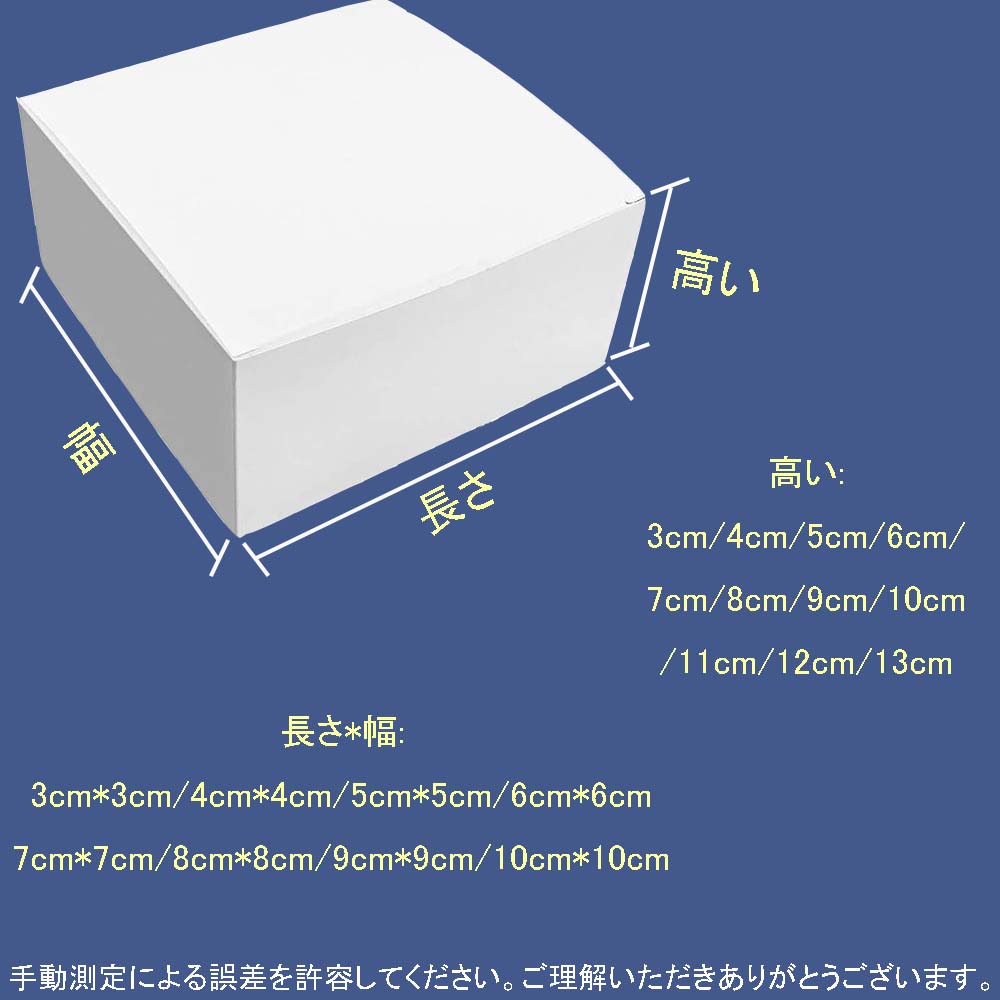 高い
幅
長さ
高い:
3cm/4cm/5cm/6cm/
7cm/8cm/9cm/10cm
/11cm/12cm/13cm
長さ*幅:
3cm*3cm/4cm*4cm/5cm*5cm/6cm*6cm
7cm*7cm/8cm*8cm/9cm*9cm/10cm*10cm
手動測定による誤差を許容してください。ご理解いただきありがとうございます。